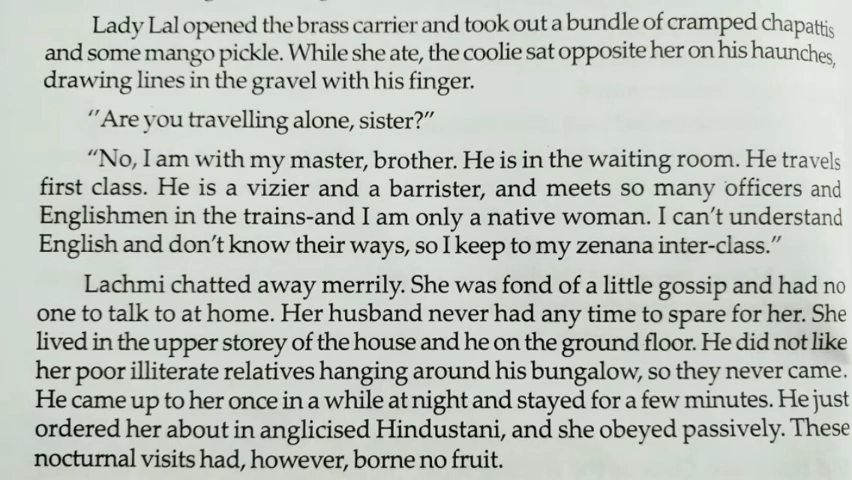 Lady Lal opened the brass carrier and took out a bundle of cramped chapattis
and some mango pickle. While she ate, the coolie sat opposite her on his haunches,
drawing lines in the gravel with his finger.
‘’Are you travelling alone, sister?”
“No, I am with my master, brother. He is in the waiting room. He travels
first class. He is a vizier and a barrister, and meets so many officers and
Englishmen in the trains-and I am only a native woman. I can’t understand
English and don’t know their ways, so I keep to my zenana inter-class.”
Lachmi chatted away merrily. She was fond of a little gossip and had no
one to talk to at home. Her husband never had any time to spare for her. She
lived in the upper storey of the house and he on the ground floor. He did not like
her poor illiterate relatives hanging around his bungalow, so they never came.
He came up to her once in a while at night and stayed for a few minutes. He just
ordered her about in anglicised Hindustani, and she obeyed passively. These
nocturnal visits had, however, borne no fruit.